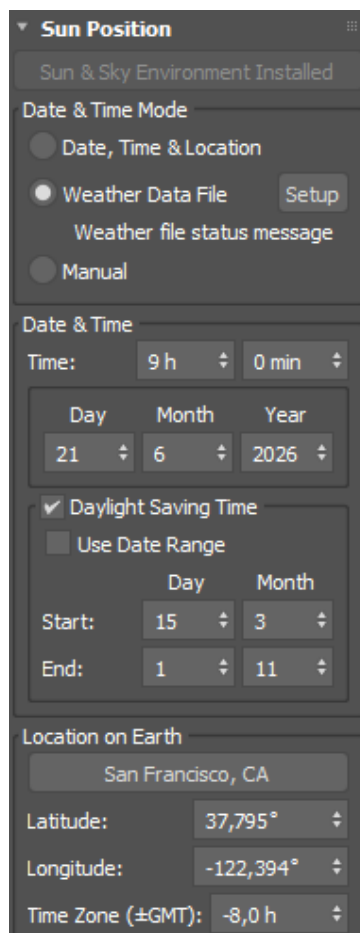 Sun Position
Sun & Sky Environment Installed
Date & Time Mode
Date, Time & Location
Weather Data File Setup
Weather file status message
Manual
Date & Time
Time: 9 h 0 min
Day Month Year
21 6 2026
Daylight Saving Time
Use Date Range
Day Month
Start: 15 3
End: 1 11
Location on Earth
San Francisco, CA
Latitude: 37,795°
Longitude: -122,394°
Time Zone (±GMT): -8,0 h